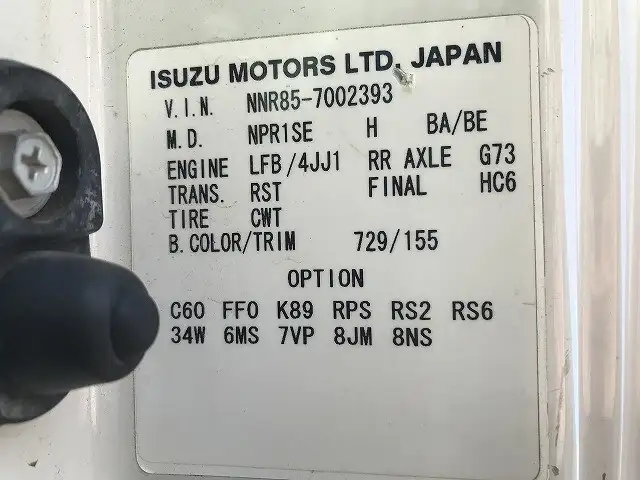 ISUZU MOTORS LTD. JAPAN
V.I.N. NNR85-7002393
M.D. NPR1SE H BA/BE
ENGINE LFB/4JJ1 RR AXLE G73
TRANS. RST FINAL HC6
TIRE CWT
B.COLOR/TRIM 729/155
OPTION
C60 FF0 K89 RPS RS2 RS6
34W 6MS 7VP 8JM 8NS